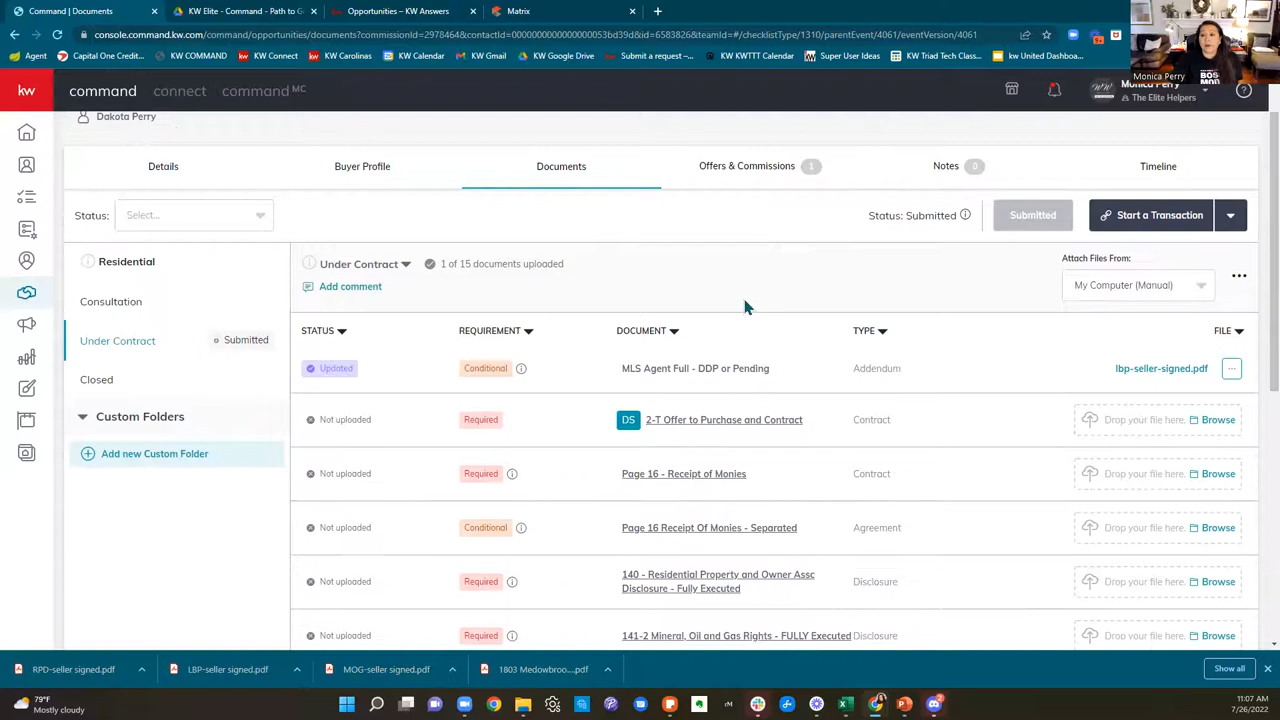 Command | Documents
KW Elite - Command - Path to G
Opportunities – KW Answers
Matrix
console.command.kw.com/command/opportunities/documents?commissionId=2978464&contactId=0000000000000000053bd39d&id=6583826&teamId=#/checklistType/1310/parentEvent/4061/eventVersion/4061
Agent
Capital One Credit...
KW COMMAND
KW Connect
KW Carolinas
KW Calendar
KW Gmail
KW Google Drive
Submit a request –...
KW KWTTT Calendar
Super User Ideas
KW Triad Tech Class...
kw United Dashboa...
Monica Perry
kw
command
connect
command MC
Monica Perry
The Elite Helpers
Dakota Perry
Details
Buyer Profile
Documents
Offers & Commissions 1
Notes 0
Timeline
Status: Select...
Status: Submitted
Submitted
Start a Transaction
Residential
Consultation
Under Contract
Submitted
Closed
Custom Folders
Add new Custom Folder
Under Contract
1 of 15 documents uploaded
Add comment
Attach Files From:
My Computer (Manual)
STATUS REQUIREMENT DOCUMENT TYPE FILE
Updated Conditional MLS Agent Full - DDP or Pending Addendum lbp-seller-signed.pdf
Not uploaded Required DS 2-T Offer to Purchase and Contract Contract Drop your file here. Browse
Not uploaded Required Page 16 - Receipt of Monies Contract Drop your file here. Browse
Not uploaded Conditional Page 16 Receipt Of Monies - Separated Agreement Drop your file here. Browse
Not uploaded Required 140 - Residential Property and Owner Assc
Disclosure - Fully Executed Disclosure Drop your file here. Browse
Not uploaded Required 141-2 Mineral, Oil and Gas Rights - FULLY Executed Disclosure Drop your file here. Browse
RPD-seller signed.pdf
LBP-seller signed.pdf
MOG-seller signed.pdf
1803 Medowbroo....pdf
Show all
79°F
Mostly cloudy
11:07 AM
7/26/2022